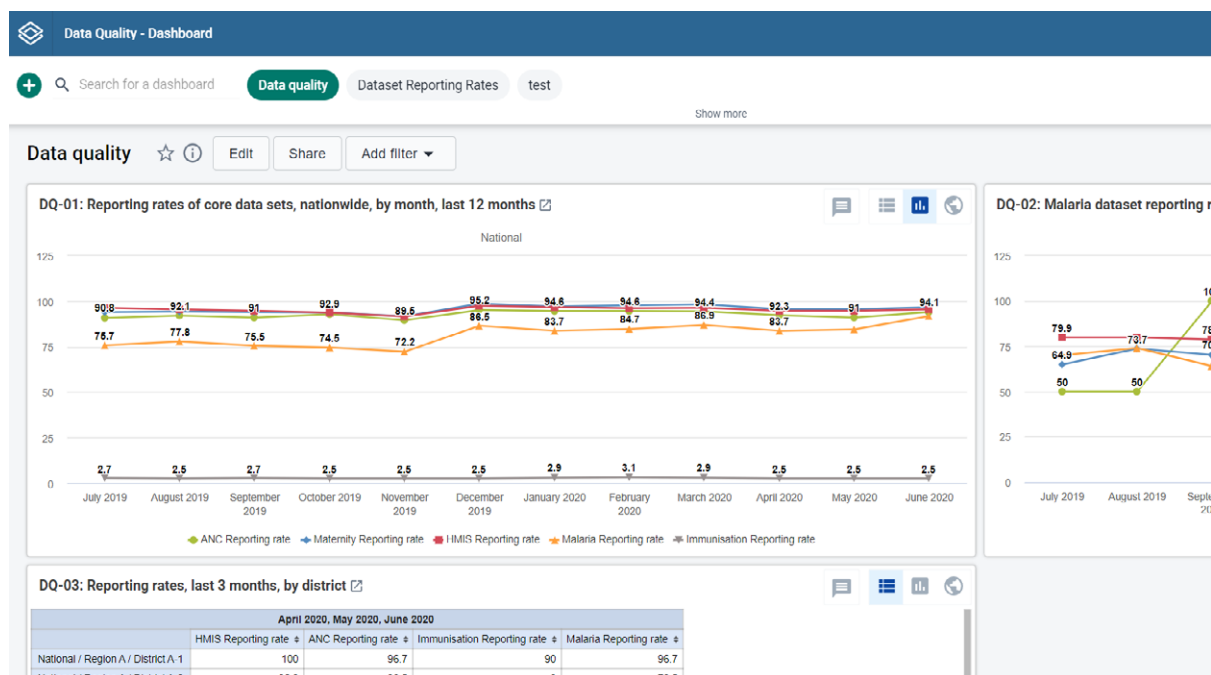 Data Quality - Dashboard
Search for a dashboard
Data quality
Dataset Reporting Rates
test
Show more
Data quality
Edit
Share
Add filter
DQ-01: Reporting rates of core data sets, nationwide, by month, last 12 months
National
125
100
75
50
25
0
90.8 92.1 91 92.9 89.5 95.2 94.6 94.6 94.4 92.3 91 94.1
75.7 77.8 75.5 74.5 72.2 86.5 83.7 84.7 86.9 83.7
2.7 2.5 2.7 2.5 2.5 2.5 2.9 3.1 2.9 2.5 2.5 2.5
July 2019 August 2019 September 2019 October 2019 November 2019 December 2019 January 2020 February 2020 March 2020 April 2020 May 2020 June 2020
ANC Reporting rate Maternity Reporting rate HMIS Reporting rate Malaria Reporting rate Immunisation Reporting rate
DQ-02: Malaria dataset reporting
125
100
75
50
25
0
79.9
64.9 73.7
50 50
July 2019 August 2019
DQ-03: Reporting rates, last 3 months, by district
April 2020, May 2020, June 2020
HMIS Reporting rate ANC Reporting rate Immunisation Reporting rate Malaria Reporting rate
National / Region A / District A-1 100 96.7 90 96.7